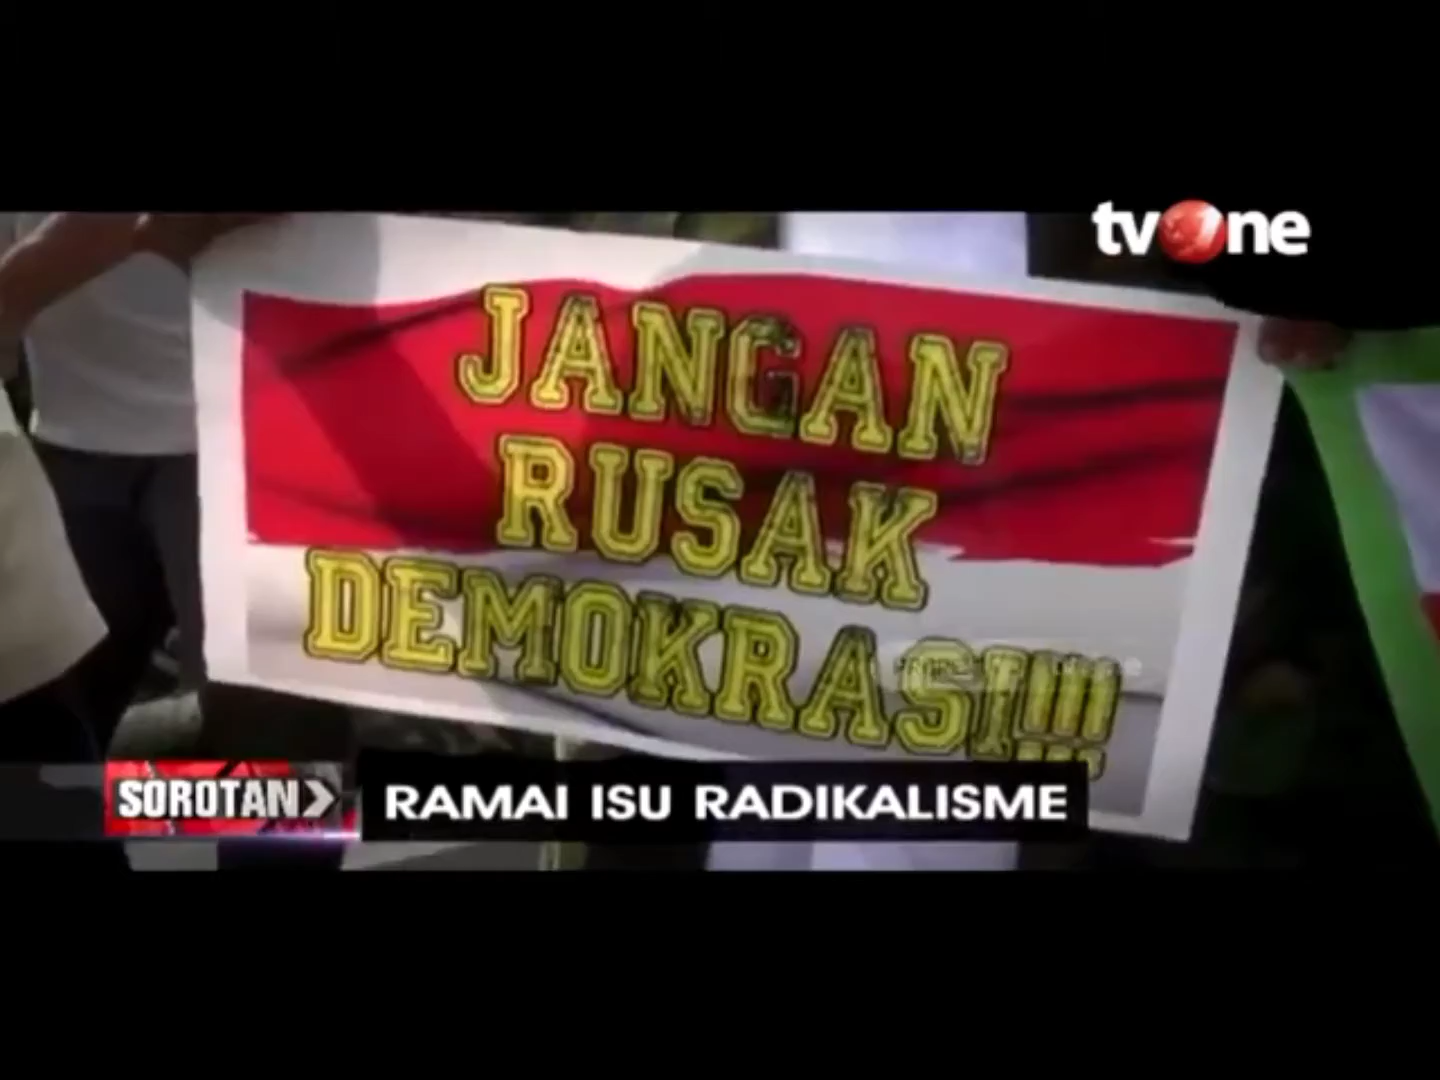 tvOne
JANGAN
RUSAK
DEMOKRASI!!!!
SOROTAN
RAMAI ISU RADIKALISME